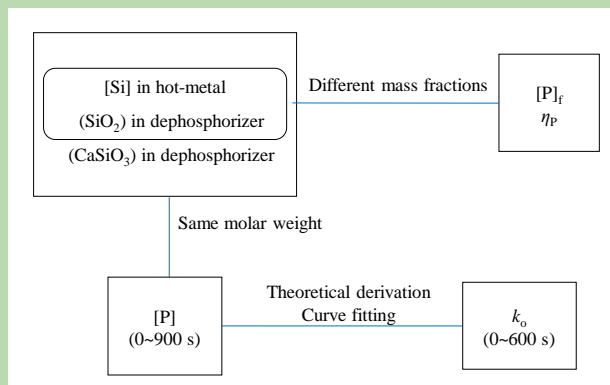 [Si] in hot-metal
(SiO₂) in dephosphorizer
(CaSiO₃) in dephosphorizer
Different mass fractions
[P]f
ηP
Same molar weight
[P]
(0~900 s)
Theoretical derivation
Curve fitting
kₒ
(0~600 s)